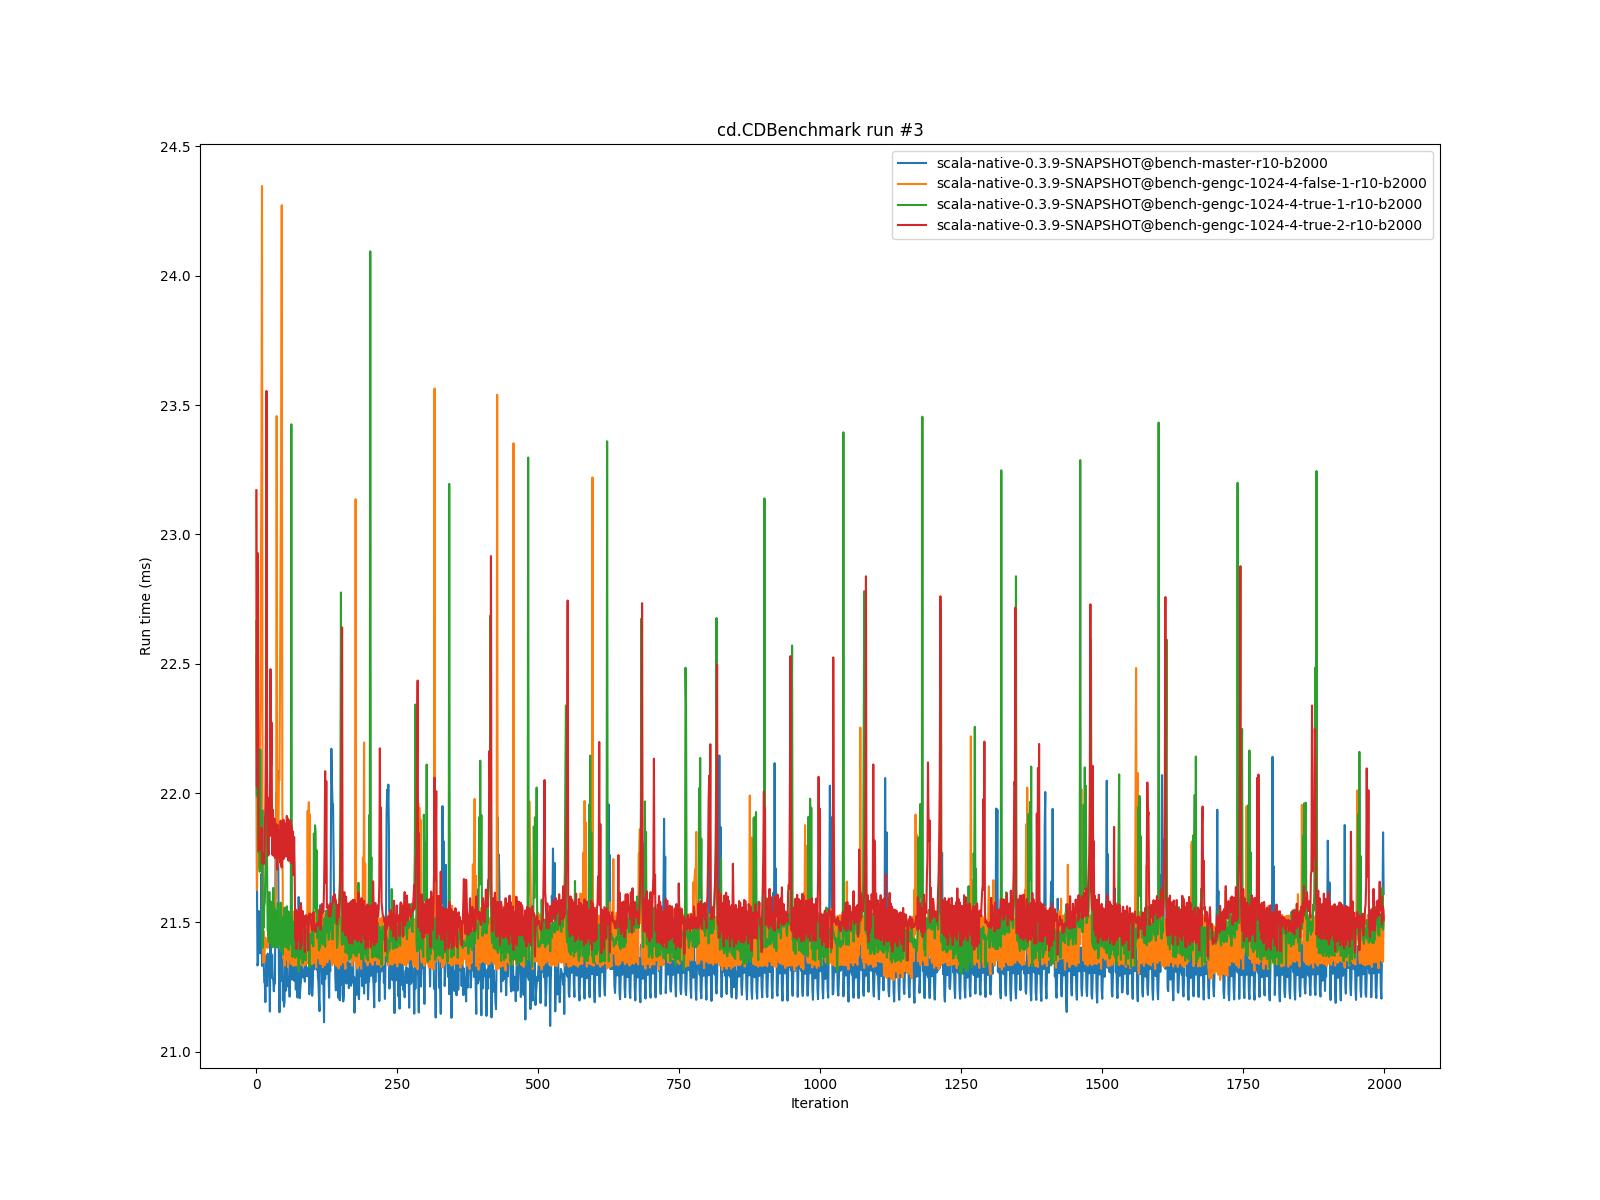 cd.CDBenchmark run #3
24.5
24.0
23.5
23.0
22.5
22.0
21.5
21.0
Run time (ms)
scala-native-0.3.9-SNAPSHOT@bench-master-r10-b2000
scala-native-0.3.9-SNAPSHOT@bench-gengc-1024-4-false-1-r10-b2000
scala-native-0.3.9-SNAPSHOT@bench-gengc-1024-4-true-1-r10-b2000
scala-native-0.3.9-SNAPSHOT@bench-gengc-1024-4-true-2-r10-b2000
0 250 500 750 1000 1250 1500 1750 2000
Iteration